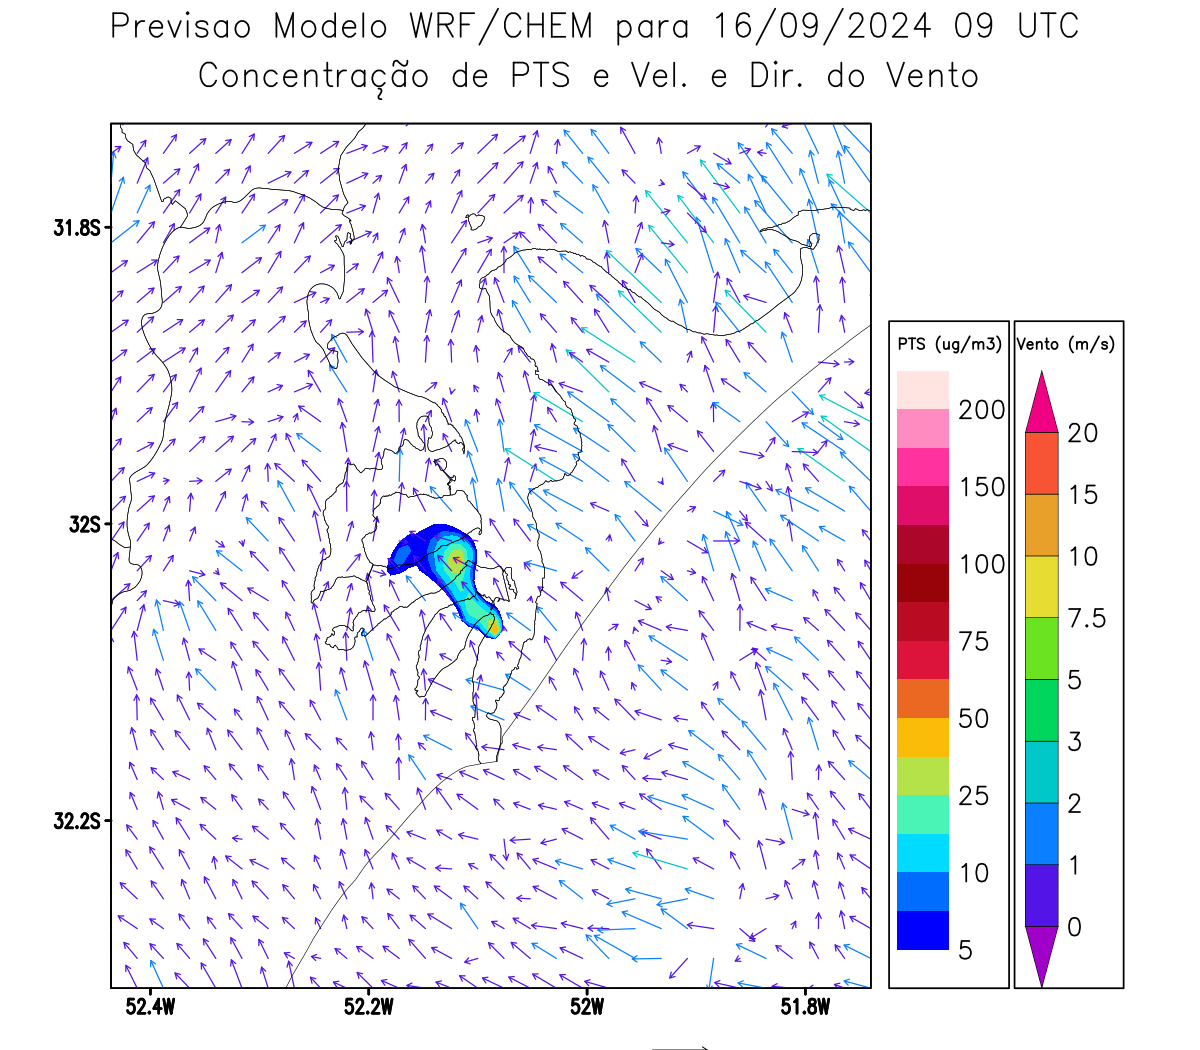 Previsao Modelo WRF/CHEM para 16/09/2024 09 UTC
Concentração de PTS e Vel. e Dir. do Vento
31.8S
32S
32.2S
52.4W
52.2W
52W
51.8W
PTS (ug/m3)
200
150
100
75
50
25
10
5
Vento (m/s)
20
15
10
7.5
5
3
2
1
0